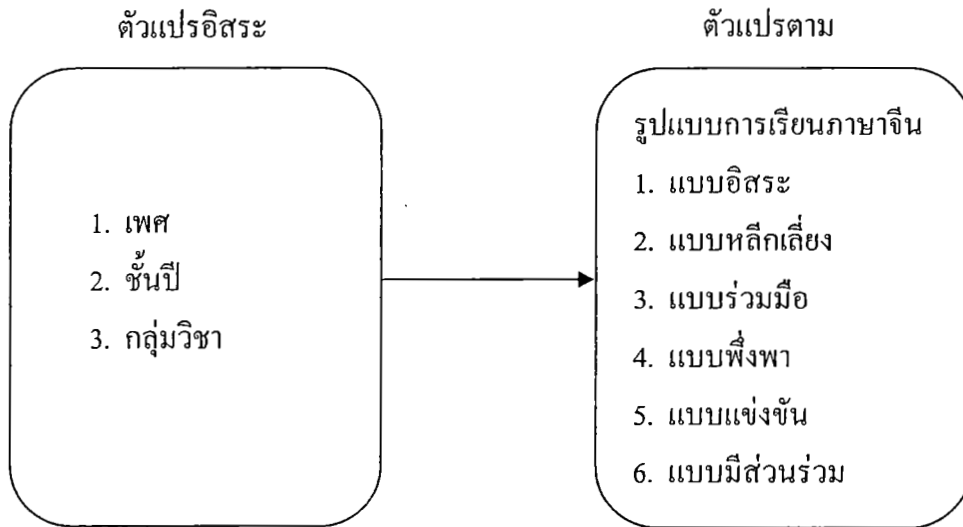 ตัวแปรอิสระ
1. เพศ
2. ชั้นปี
3. กลุ่มวิชา
ตัวแปรตาม
รูปแบบการเรียนภาษาจีน
1. แบบอิสระ
2. แบบหลีกเลี่ยง
3. แบบร่วมมือ
4. แบบพึ่งพา
5. แบบแข่งขัน
6. แบบมีส่วนร่วม